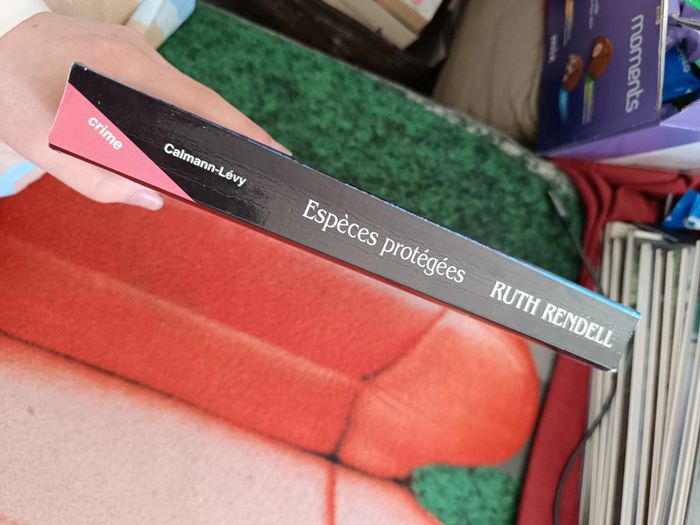 crime
Calmann-Lévy
Espèces protégées
RUTH RENDELL
moments